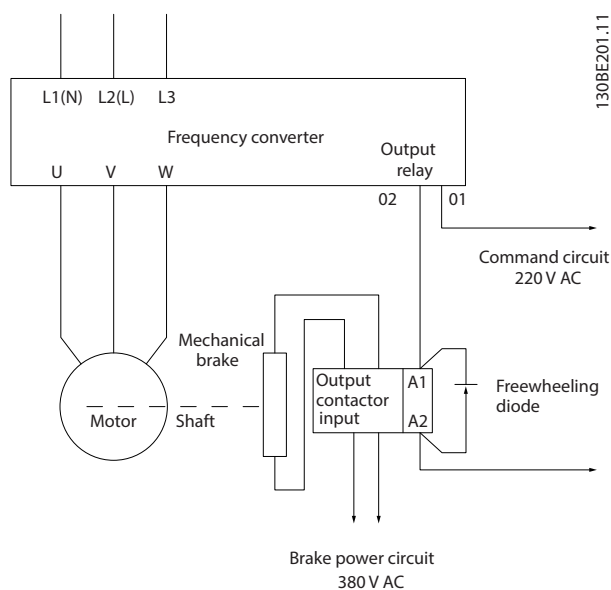 130BE201.11
L1(N) L2(L) L3
Frequency converter
U V W
Output
relay
02 01
Command circuit
220 V AC
Mechanical
brake
Output
contactor
input
A1
A2
Freewheeling
diode
Motor
Shaft
Brake power circuit
380 V AC